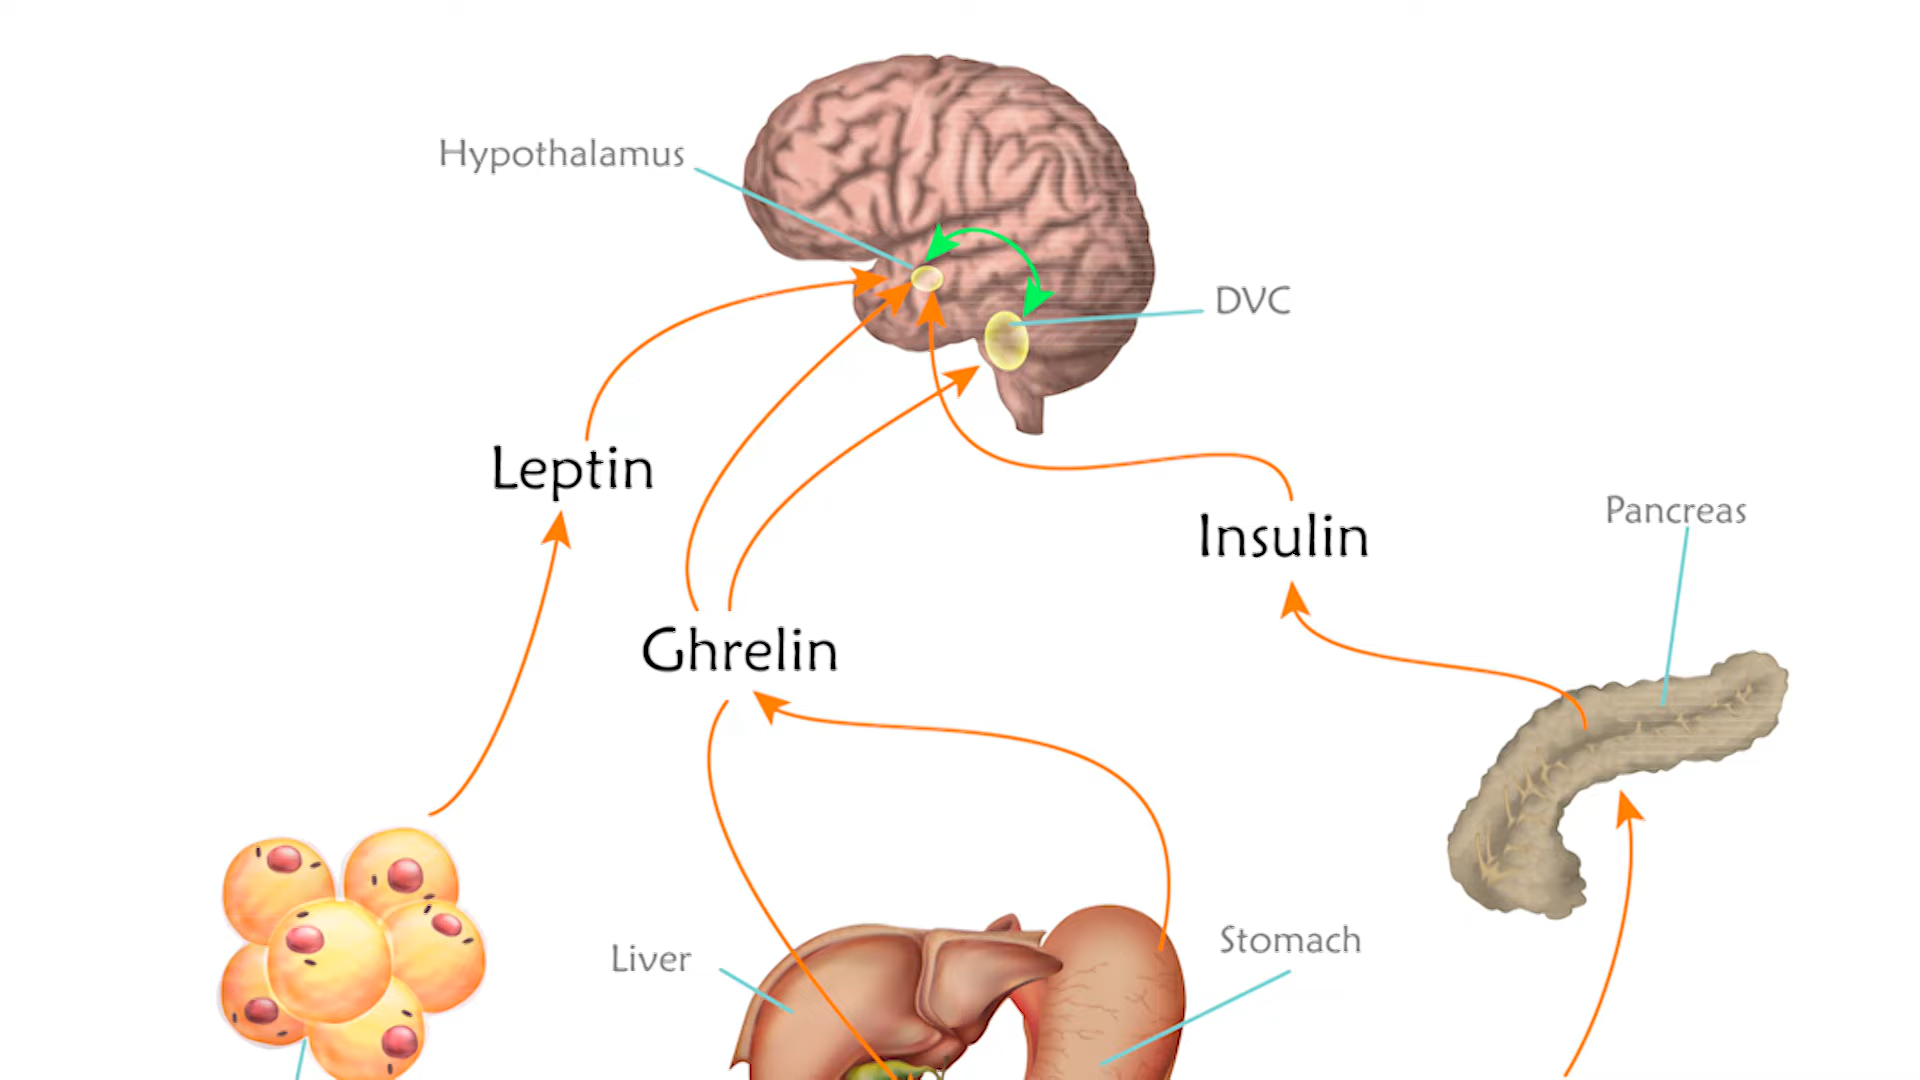 Hypothalamus
DVC
Leptin
Pancreas
Insulin
Ghrelin
Stomach
Liver